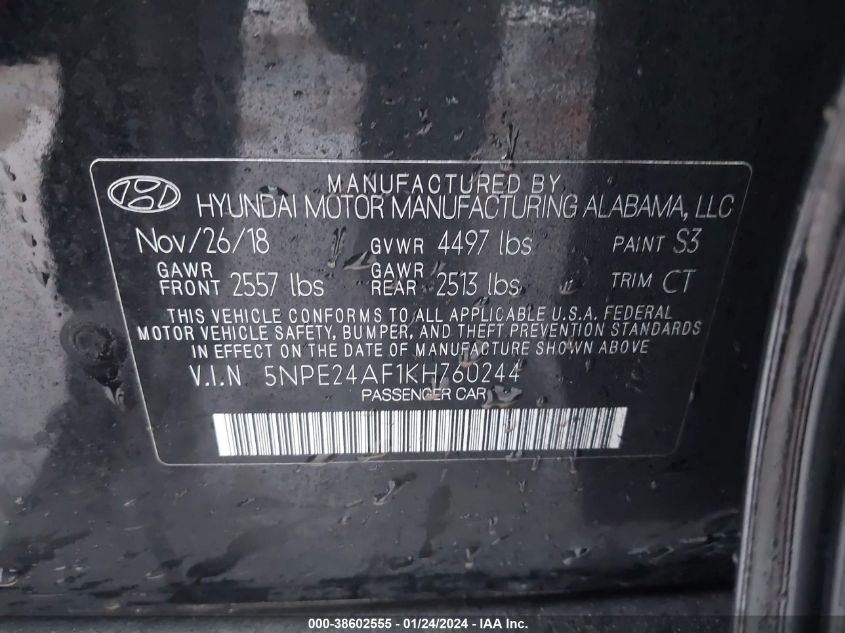 MANUFACTURED BY
HYUNDAI MOTOR MANUFACTURING ALABAMA, LLC
Nov/26/18 GVWR 4497 lbs PAINT S3
GAWR FRONT 2557 lbs GAWR REAR 2513 lbs TRIM CT
THIS VEHICLE CONFORMS TO ALL APPLICABLE U.S.A. FEDERAL
MOTOR VEHICLE SAFETY, BUMPER, AND THEFT PREVENTION STANDARDS
IN EFFECT ON THE DATE OF MANUFACTURE SHOWN ABOVE
V.I.N 5NPE24AF1KH760244
PASSENGER CAR
000-38602555 - 01/24/2024 - IAA, Inc.